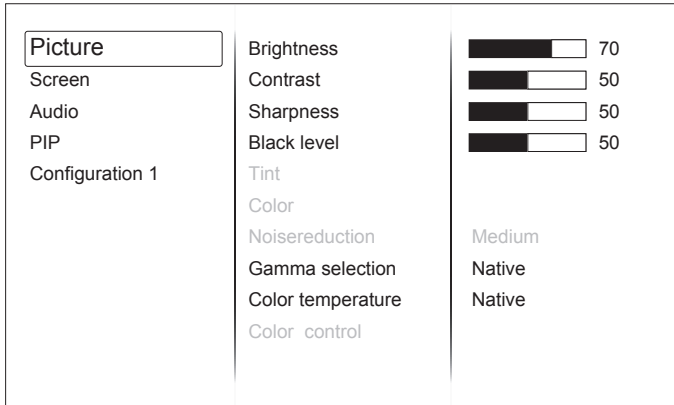 Picture
Screen
Audio
PIP
Configuration 1
Brightness 70
Contrast 50
Sharpness 50
Black level 50
Tint
Color
Noisereduction Medium
Gamma selection Native
Color temperature Native
Color control